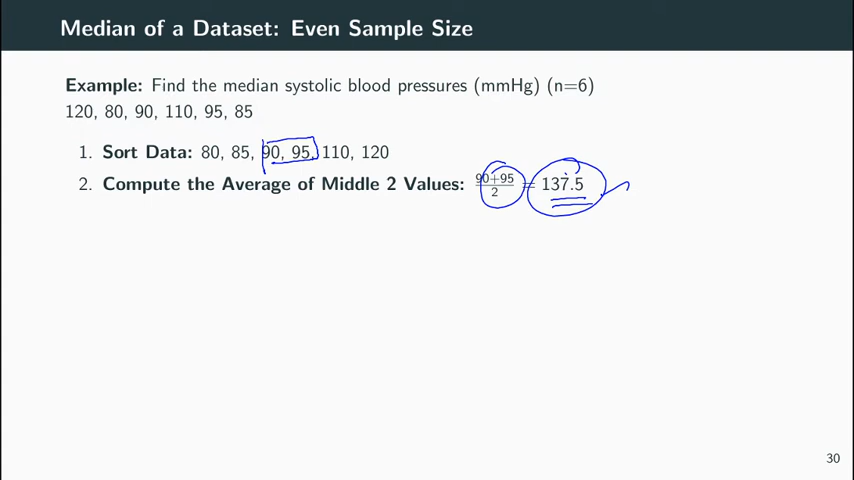 Median of a Dataset: Even Sample Size
Example: Find the median systolic blood pressures (mmHg) (n=6)
120, 80, 90, 110, 95, 85
1. Sort Data: 80, 85, 90, 95, 110, 120
2. Compute the Average of Middle 2 Values: 90+95/2 = 137.5
30